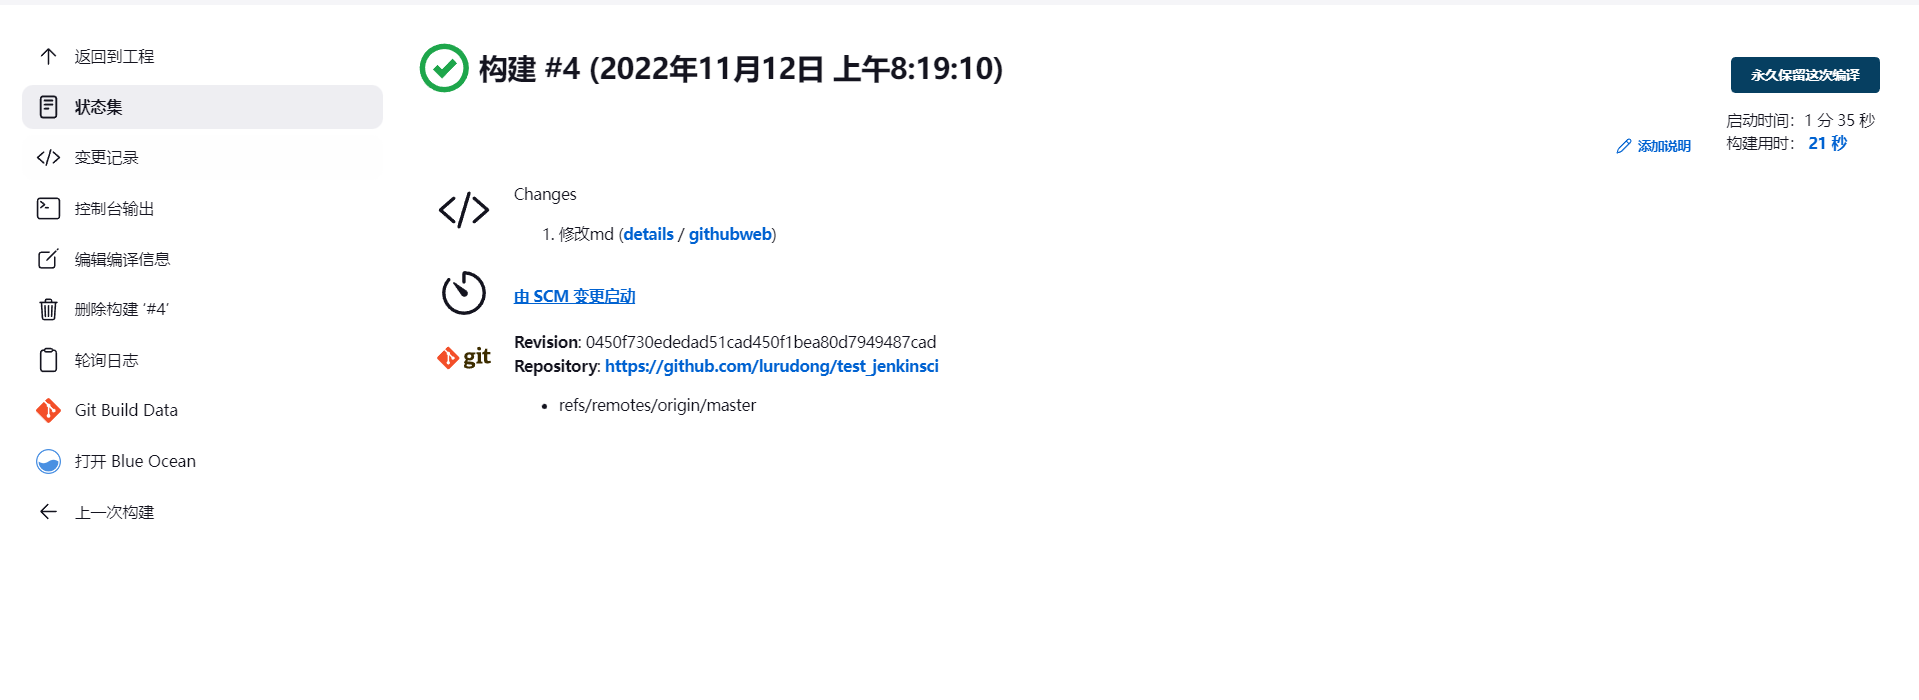 返回到工程
状态集
变更记录
控制台输出
编辑编译信息
删除构建 ‘#4’
轮询日志
Git Build Data
打开 Blue Ocean
上一次构建
构建 #4 (2022年11月12日 上午8:19:10)
永久保留这次编译
启动时间：1 分 35 秒
构建用时： 21 秒
添加说明
Changes
1. 修改md (details / githubweb)
由 SCM 变更启动
git
Revision: 0450f730ededad51cad450f1bea80d7949487cad
Repository: https://github.com/lurudong/test_jenkinsci
• refs/remotes/origin/master